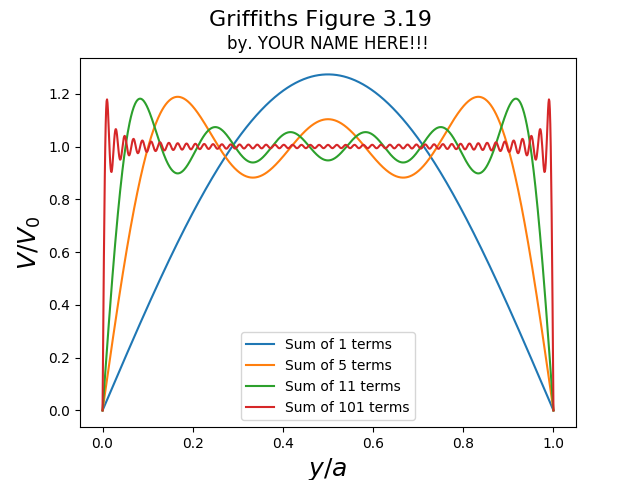 Griffiths Figure 3.19
by. YOUR NAME HERE!!!
1.2
1.0
0.8
0.6
0.4
0.2
0.0
V/V₀
Sum of 1 terms
Sum of 5 terms
Sum of 11 terms
Sum of 101 terms
0.0 0.2 0.4 0.6 0.8 1.0
y/a